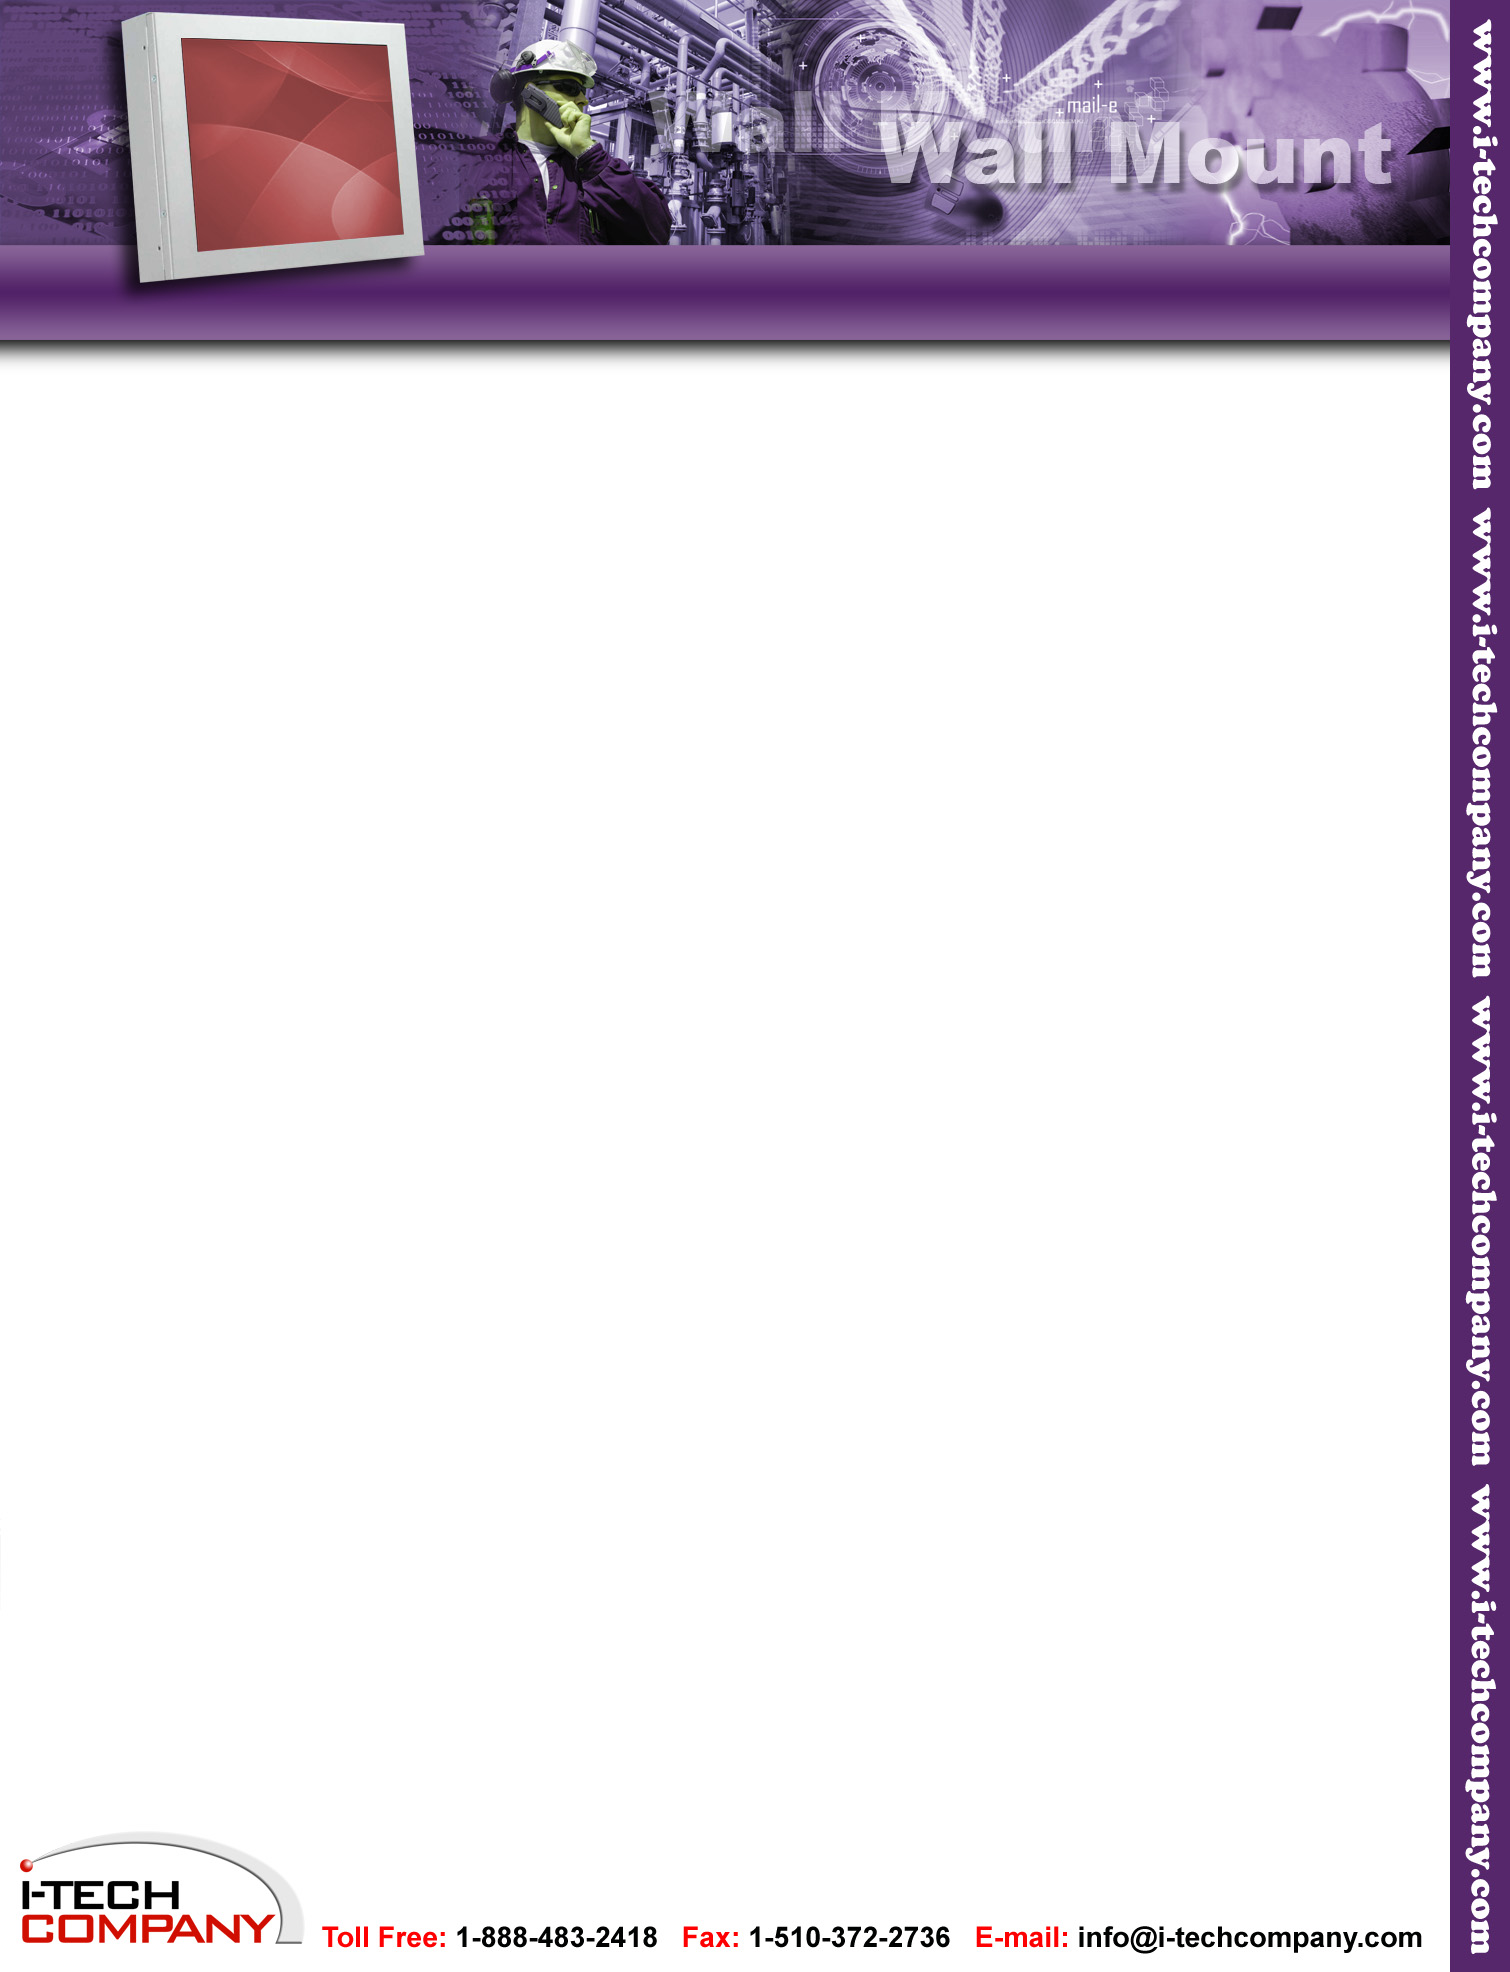 Wall
mail-e
Wall Mount
www.i-techcompany.com www.i-techcompany.com www.i-techcompany.com www.i-techcompany.com
I-TECH
COMPANY
Toll Free: 1-888-483-2418 Fax: 1-510-372-2736 E-mail: info@i-techcompany.com